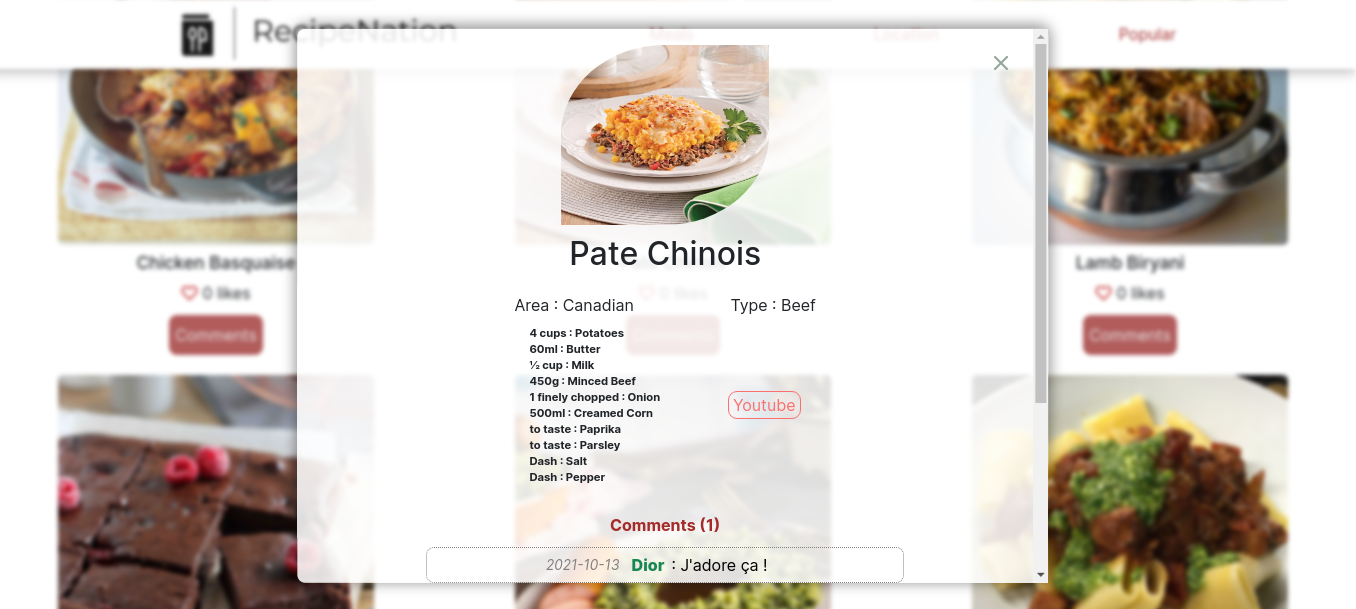 RecipeNation
Meals
Location
Popular
Pate Chinois
Area : Canadian
Type : Beef
4 cups : Potatoes
60ml : Butter
½ cup : Milk
450g : Minced Beef
1 finely chopped : Onion
500ml : Creamed Corn
to taste : Paprika
to taste : Parsley
Dash : Salt
Dash : Pepper
Youtube
Comments (1)
2021-10-13 Dior : J'adore ça !
Chicken Basquaise
0 likes
Comments
0 likes
Comments
Lamb Biryani
0 likes
Comments